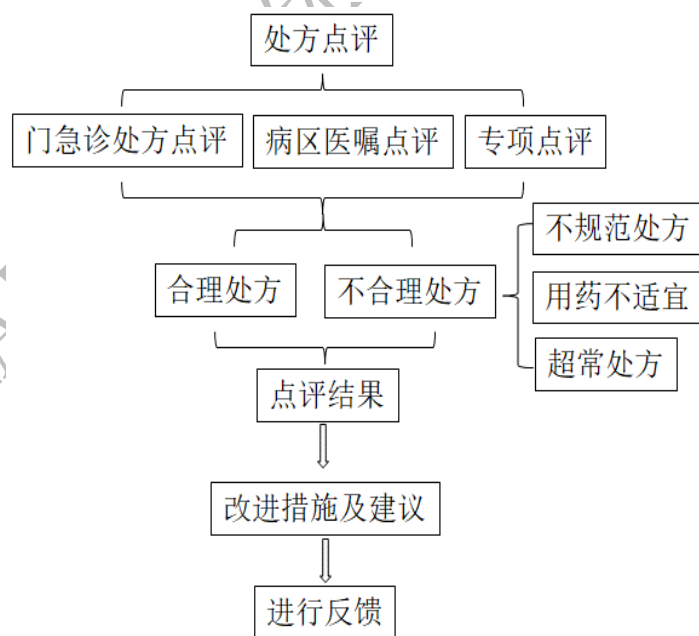 处方点评
门急诊处方点评
病区医嘱点评
专项点评
不规范处方
合理处方
不合理处方
用药不适宜
超常处方
点评结果
改进措施及建议
进行反馈